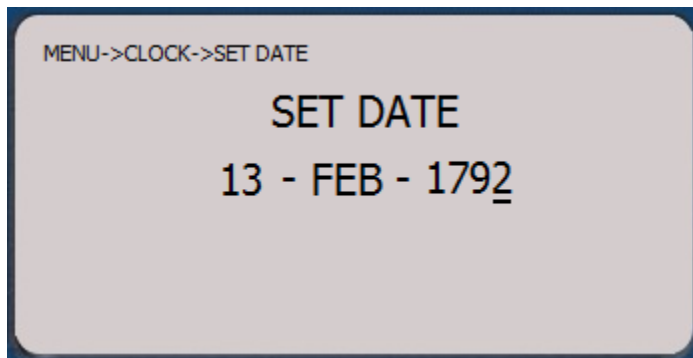 MENU->CLOCK->SET DATE
SET DATE
13 - FEB - 1792